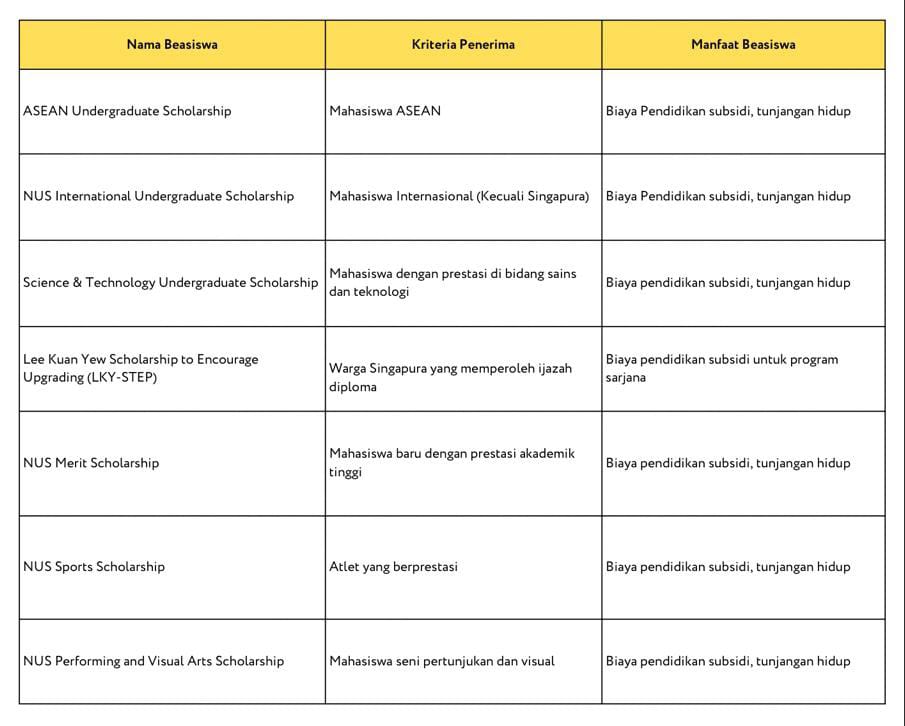 Nama Beasiswa
Kriteria Penerima
Manfaat Beasiswa
ASEAN Undergraduate Scholarship
Mahasiswa ASEAN
Biaya Pendidikan subsidi, tunjangan hidup
NUS International Undergraduate Scholarship
Mahasiswa Internasional (Kecuali Singapura)
Biaya Pendidikan subsidi, tunjangan hidup
Science & Technology Undergraduate Scholarship
Mahasiswa dengan prestasi di bidang sains
dan teknologi
Biaya pendidikan subsidi, tunjangan hidup
Lee Kuan Yew Scholarship to Encourage
Upgrading (LKY-STEP)
Warga Singapura yang memperoleh ijazah
diploma
Biaya pendidikan subsidi untuk program
sarjana
NUS Merit Scholarship
Mahasiswa baru dengan prestasi akademik
tinggi
Biaya pendidikan subsidi, tunjangan hidup
NUS Sports Scholarship
Atlet yang berprestasi
Biaya pendidikan subsidi, tunjangan hidup
NUS Performing and Visual Arts Scholarship
Mahasiswa seni pertunjukan dan visual
Biaya pendidikan subsidi, tunjangan hidup